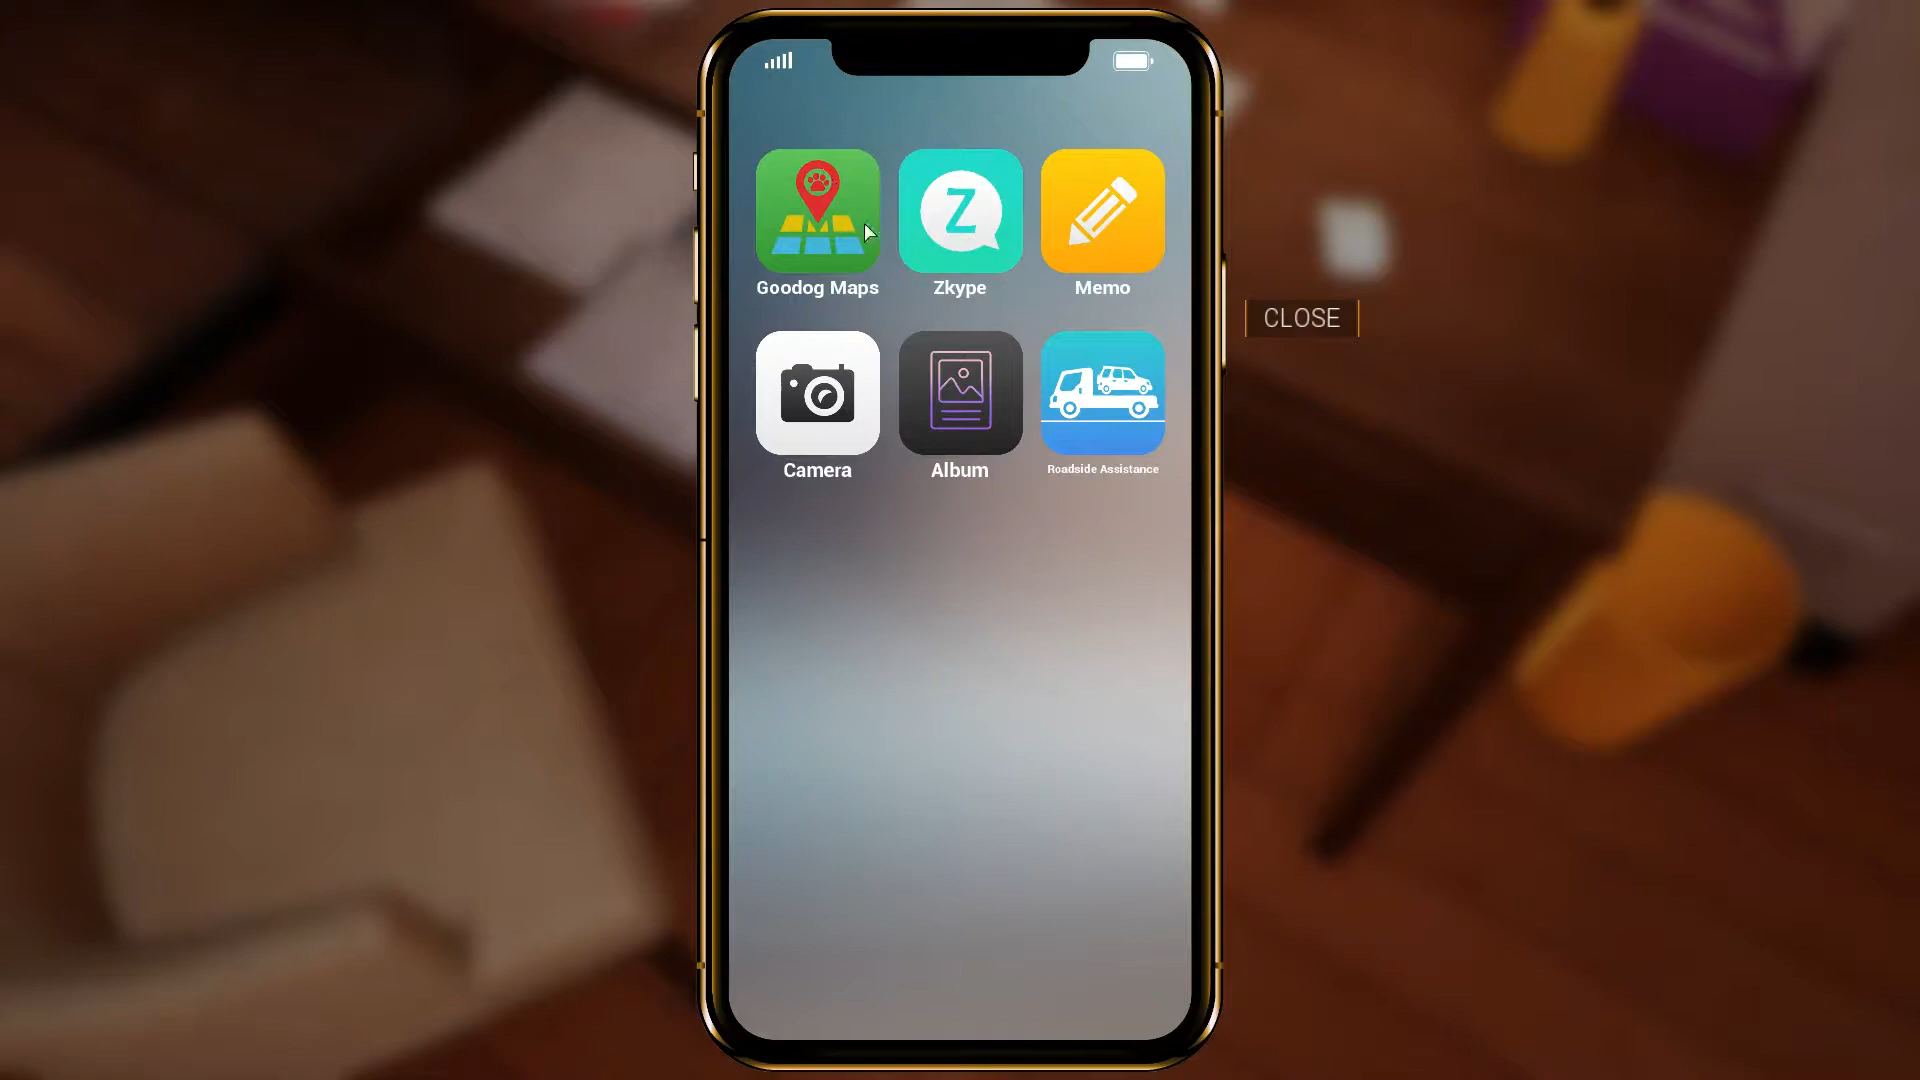 Goodog Maps
Z
Zkype
Memo
CLOSE
Camera
Album
Roadside Assistance